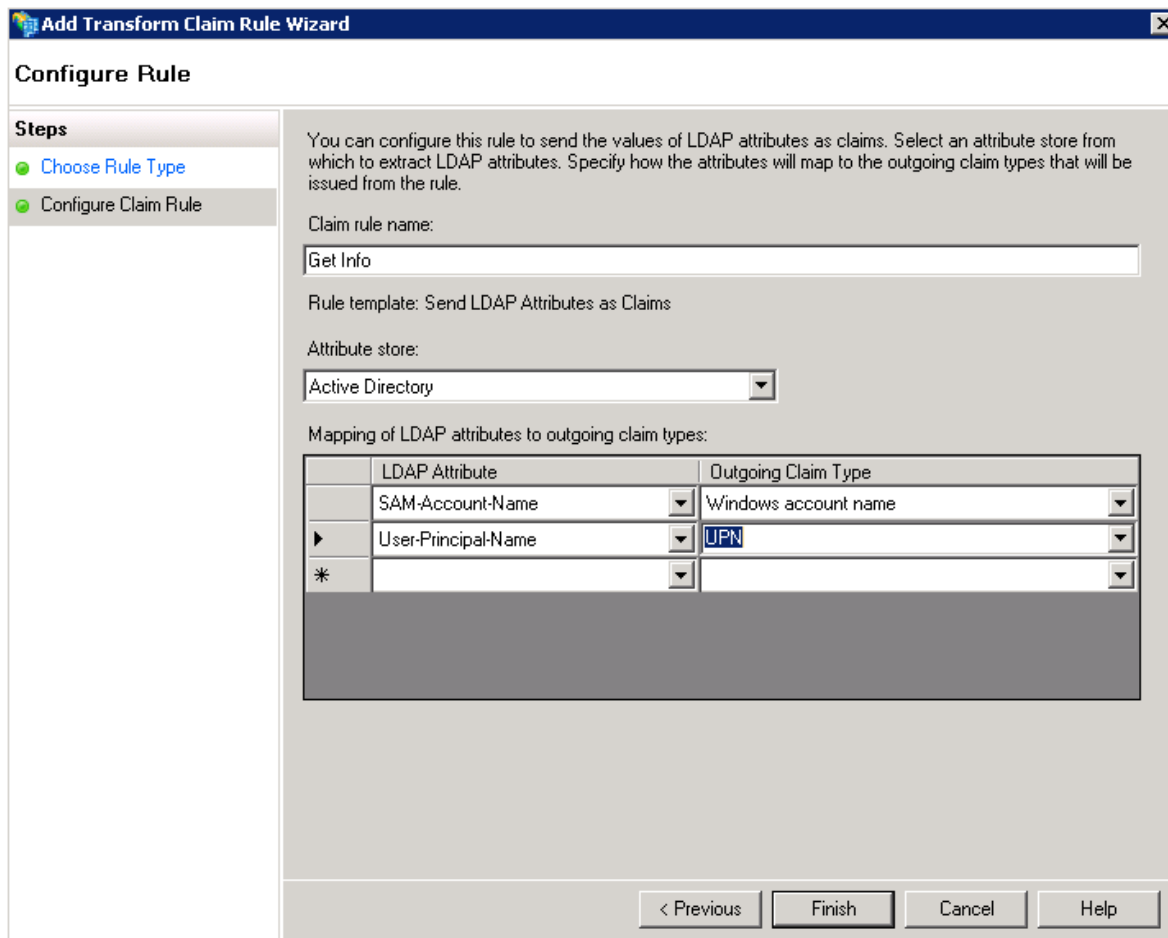 Add Transform Claim Rule Wizard
Configure Rule
Steps
Choose Rule Type
Configure Claim Rule
You can configure this rule to send the values of LDAP attributes as claims. Select an attribute store from
which to extract LDAP attributes. Specify how the attributes will map to the outgoing claim types that will be
issued from the rule.
Claim rule name:
Get Info
Rule template: Send LDAP Attributes as Claims
Attribute store:
Active Directory
Mapping of LDAP attributes to outgoing claim types:
LDAP Attribute Outgoing Claim Type
SAM-Account-Name Windows account name
User-Principal-Name UPN
< Previous Finish Cancel Help